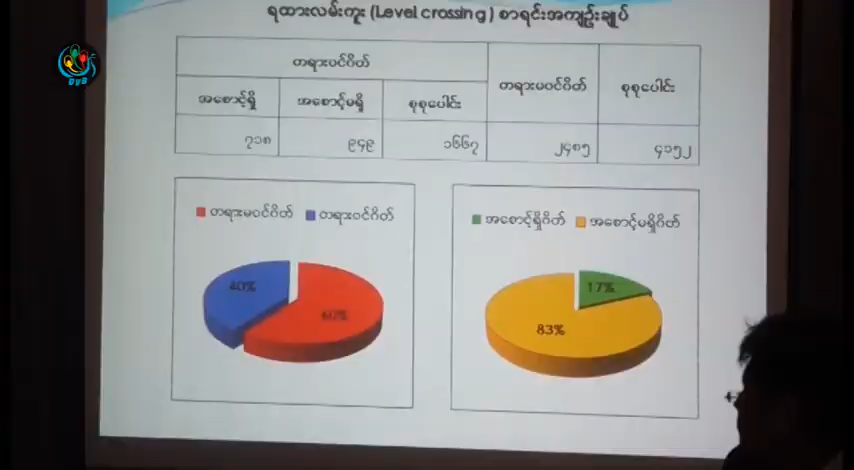 ရထားလမ်းကူး (Level crossing) စာရင်းအကျဉ်းချုပ်
တရားဝင်ဂိတ်
တရားမဝင်ဂိတ်
စုစုပေါင်း
အစောင့်ရှိ
အစောင့်မရှိ
စုစုပေါင်း
၇၁၈
၉၄၉
၁၆၆၇
၂၄၈၅
၄၁၅၂
တရားမဝင်ဂိတ်
တရားဝင်ဂိတ်
40%
60%
အစောင့်ရှိဂိတ်
အစောင့်မရှိဂိတ်
17%
83%